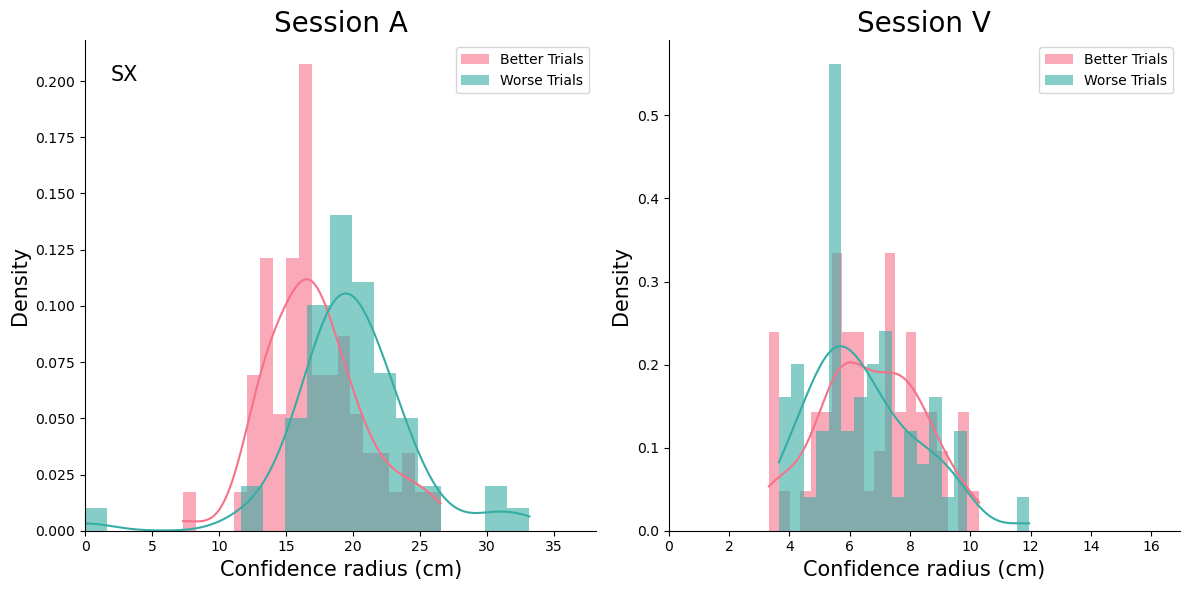 Session A
SX
Better Trials
Worse Trials
Density
0.200
0.175
0.150
0.125
0.100
0.075
0.050
0.025
0.000
0 5 10 15 20 25 30 35
Confidence radius (cm)
Session V
Better Trials
Worse Trials
Density
0.5
0.4
0.3
0.2
0.1
0.0
0 2 4 6 8 10 12 14 16
Confidence radius (cm)